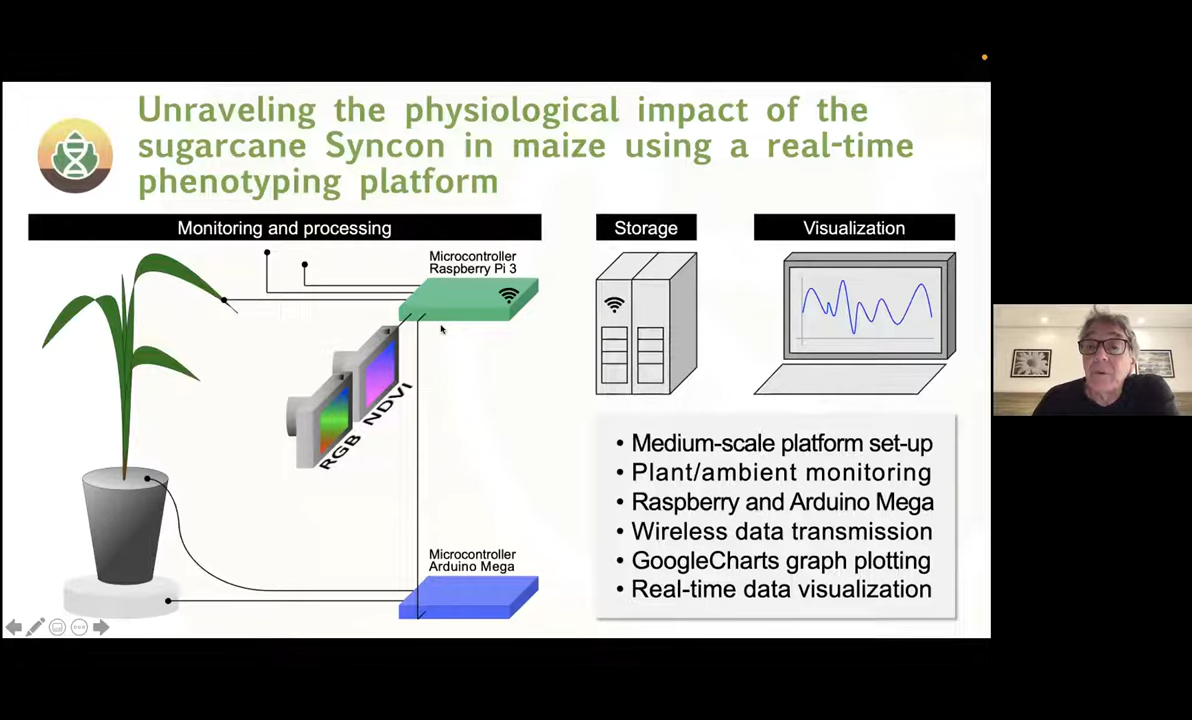 Unraveling the physiological impact of the
sugarcane Syncon in maize using a real-time
phenotyping platform
Monitoring and processing
Storage
Visualization
Microcontroller
Raspberry Pi 3
RGB NDVI
Microcontroller
Arduino Mega
• Medium-scale platform set-up
• Plant/ambient monitoring
• Raspberry and Arduino Mega
• Wireless data transmission
• GoogleCharts graph plotting
• Real-time data visualization